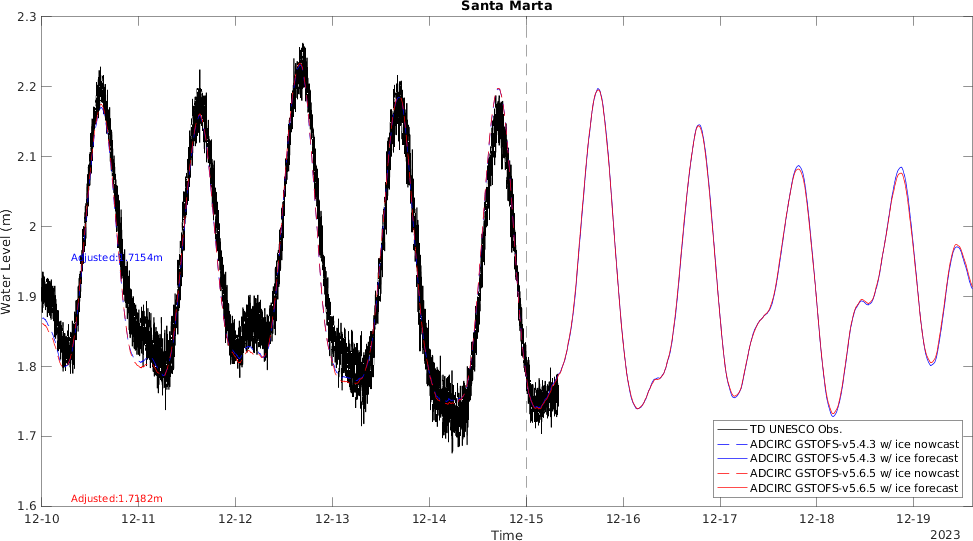 Santa Marta
2.3
2.2
2.1
2
1.9
1.8
1.7
1.6
Water Level (m)
Adjusted:1.7154m
Adjusted:1.7182m
TD UNESCO Obs.
ADCIRC GSTOFS-v5.4.3 w/ ice nowcast
ADCIRC GSTOFS-v5.4.3 w/ ice forecast
ADCIRC GSTOFS-v5.6.5 w/ ice nowcast
ADCIRC GSTOFS-v5.6.5 w/ ice forecast
12-10 12-11 12-12 12-13 12-14 12-15 12-16 12-17 12-18 12-19
Time
2023